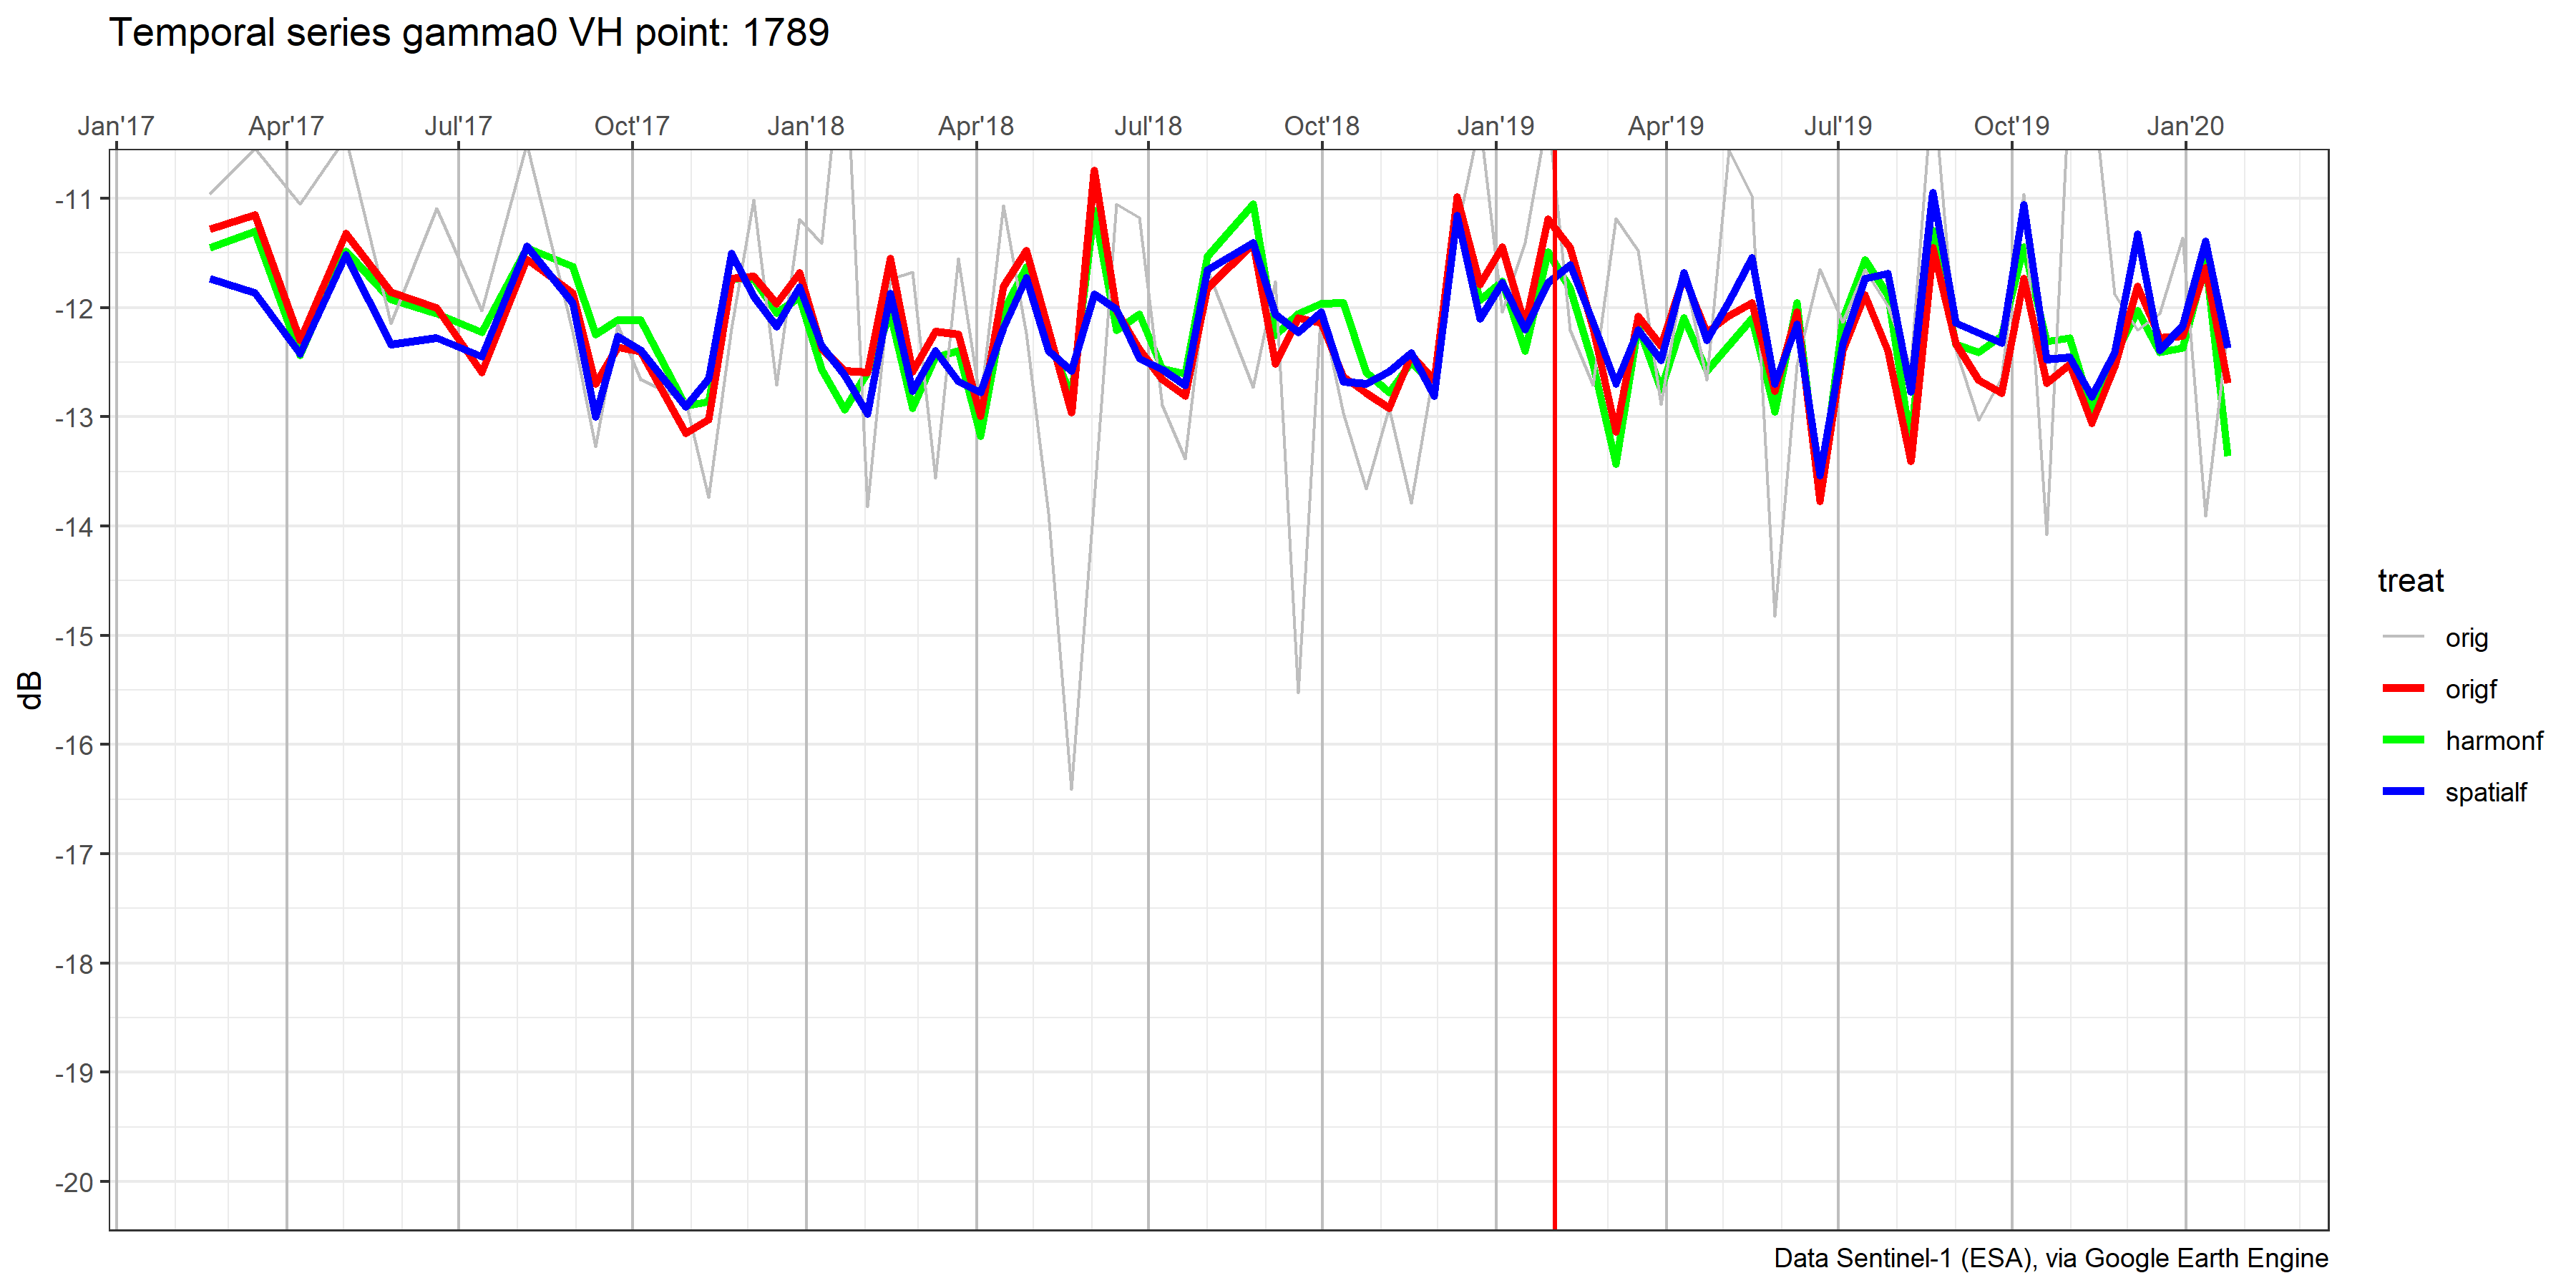 Temporal series gamma0 VH point: 1789
Jan'17 Apr'17 Jul'17 Oct'17 Jan'18 Apr'18 Jul'18 Oct'18 Jan'19 Apr'19 Jul'19 Oct'19 Jan'20
-11
-12
-13
-14
-15
-16
-17
-18
-19
-20
dB
treat
orig
origf
harmonf
spatialf
Data Sentinel-1 (ESA), via Google Earth Engine